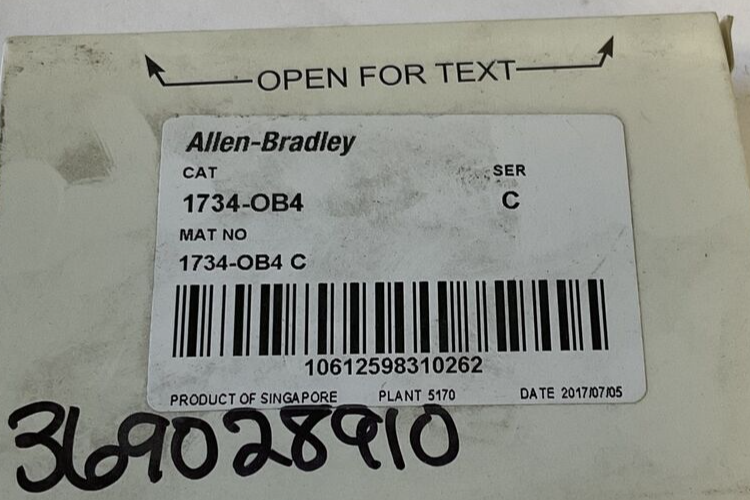 OPEN FOR TEXT
Allen-Bradley
CAT SER
1734-OB4 C
MAT NO
1734-OB4 C
10612598310262
PRODUCT OF SINGAPORE PLANT 5170 DATE 2017/07/05
369028910